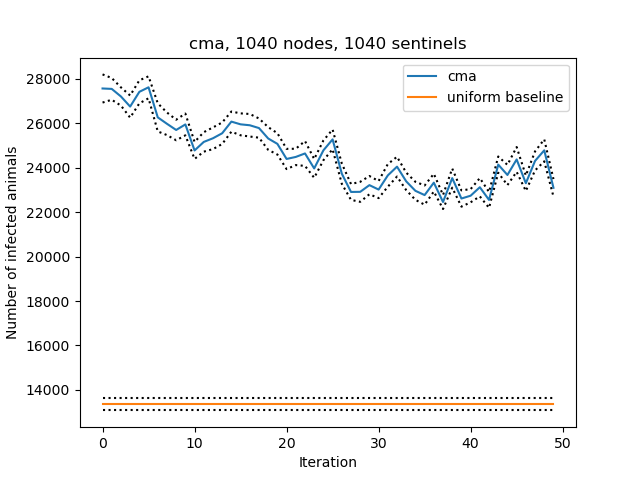 cma, 1040 nodes, 1040 sentinels
cma
uniform baseline
Number of infected animals
28000
26000
24000
22000
20000
18000
16000
14000
0
10
20
30
40
50
Iteration